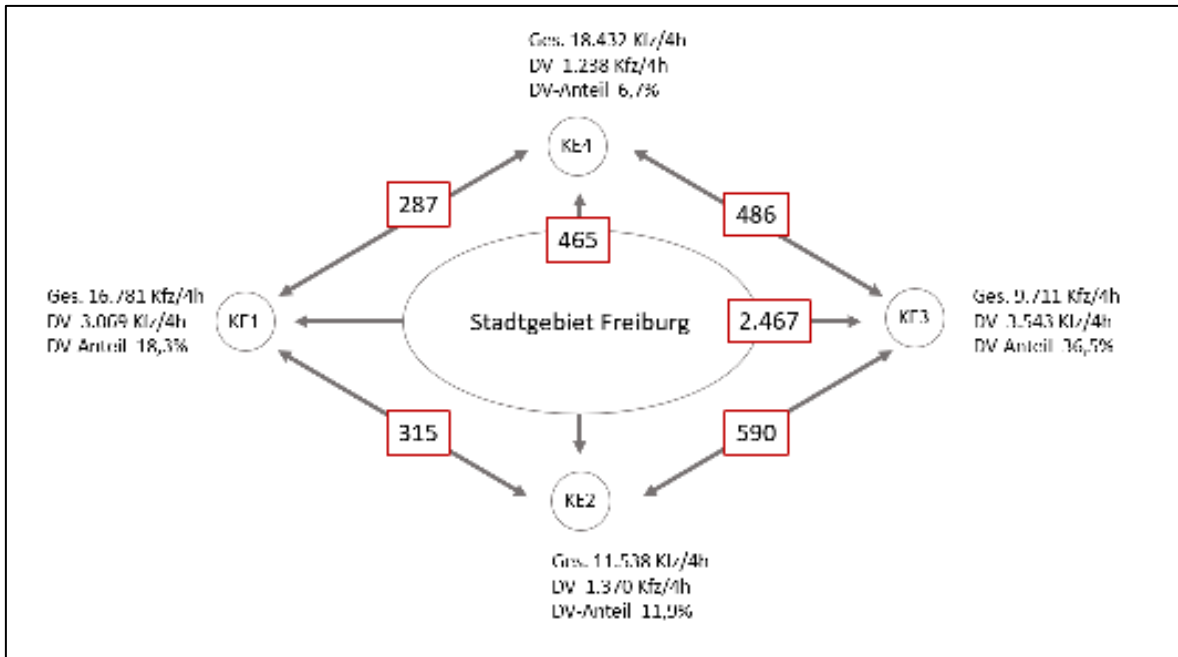 Ges. 18.432 Kfz/4h
DV 1.238 Kfz/4h
DV-Anteil 6,7%
KE4
287
486
465
Ges. 16.781 Kfz/4h
DV 3.069 Kfz/4h
DV Anteil 18,3%
KE1
Stadtgebiet Freiburg
2.467
KE3
Ges. 9.711 Kfz/4h
DV 3.543 Kfz/4h
DV Anteil 36,5%
315
590
KE2
Ges. 11.538 Kfz/4h
DV 1.370 Kfz/4h
DV-Anteil 11,9%